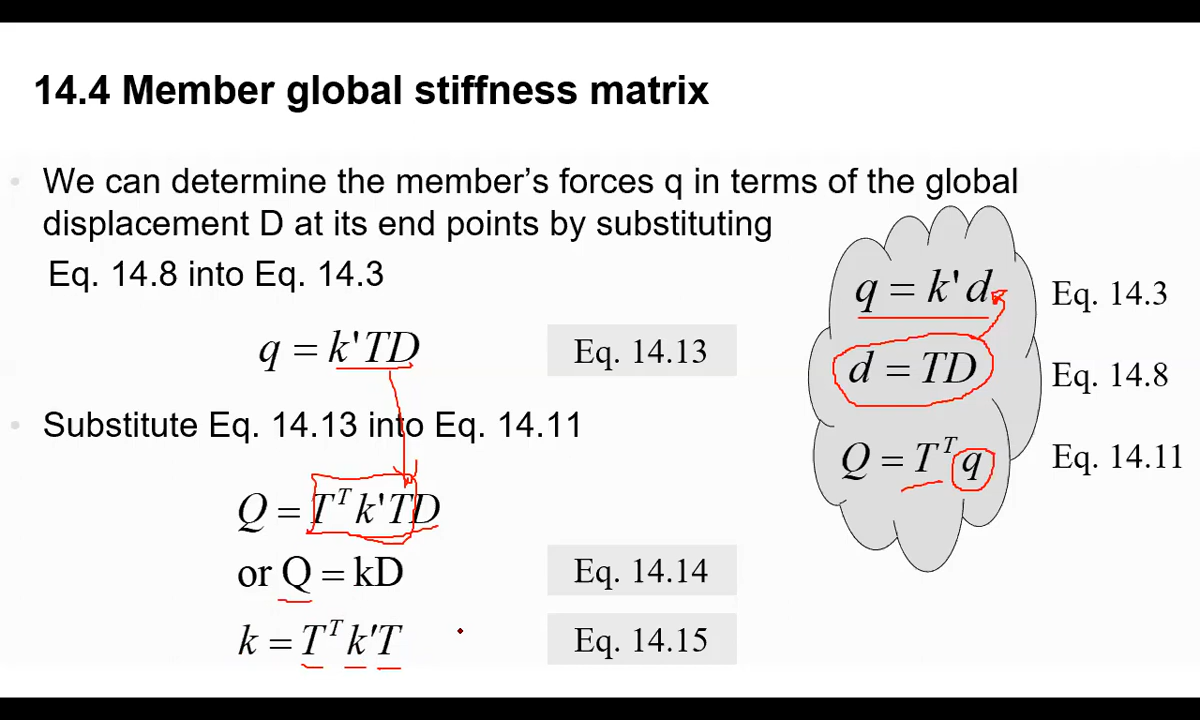 14.4 Member global stiffness matrix
• We can determine the member’s forces q in terms of the global
displacement D at its end points by substituting
Eq. 14.8 into Eq. 14.3
q = k'TD Eq. 14.13
• Substitute Eq. 14.13 into Eq. 14.11
Q = Tᵀk'TD
or Q = kD Eq. 14.14
k = Tᵀk'T Eq. 14.15
q = k'd Eq. 14.3
d = TD Eq. 14.8
Q = Tᵀq Eq. 14.11